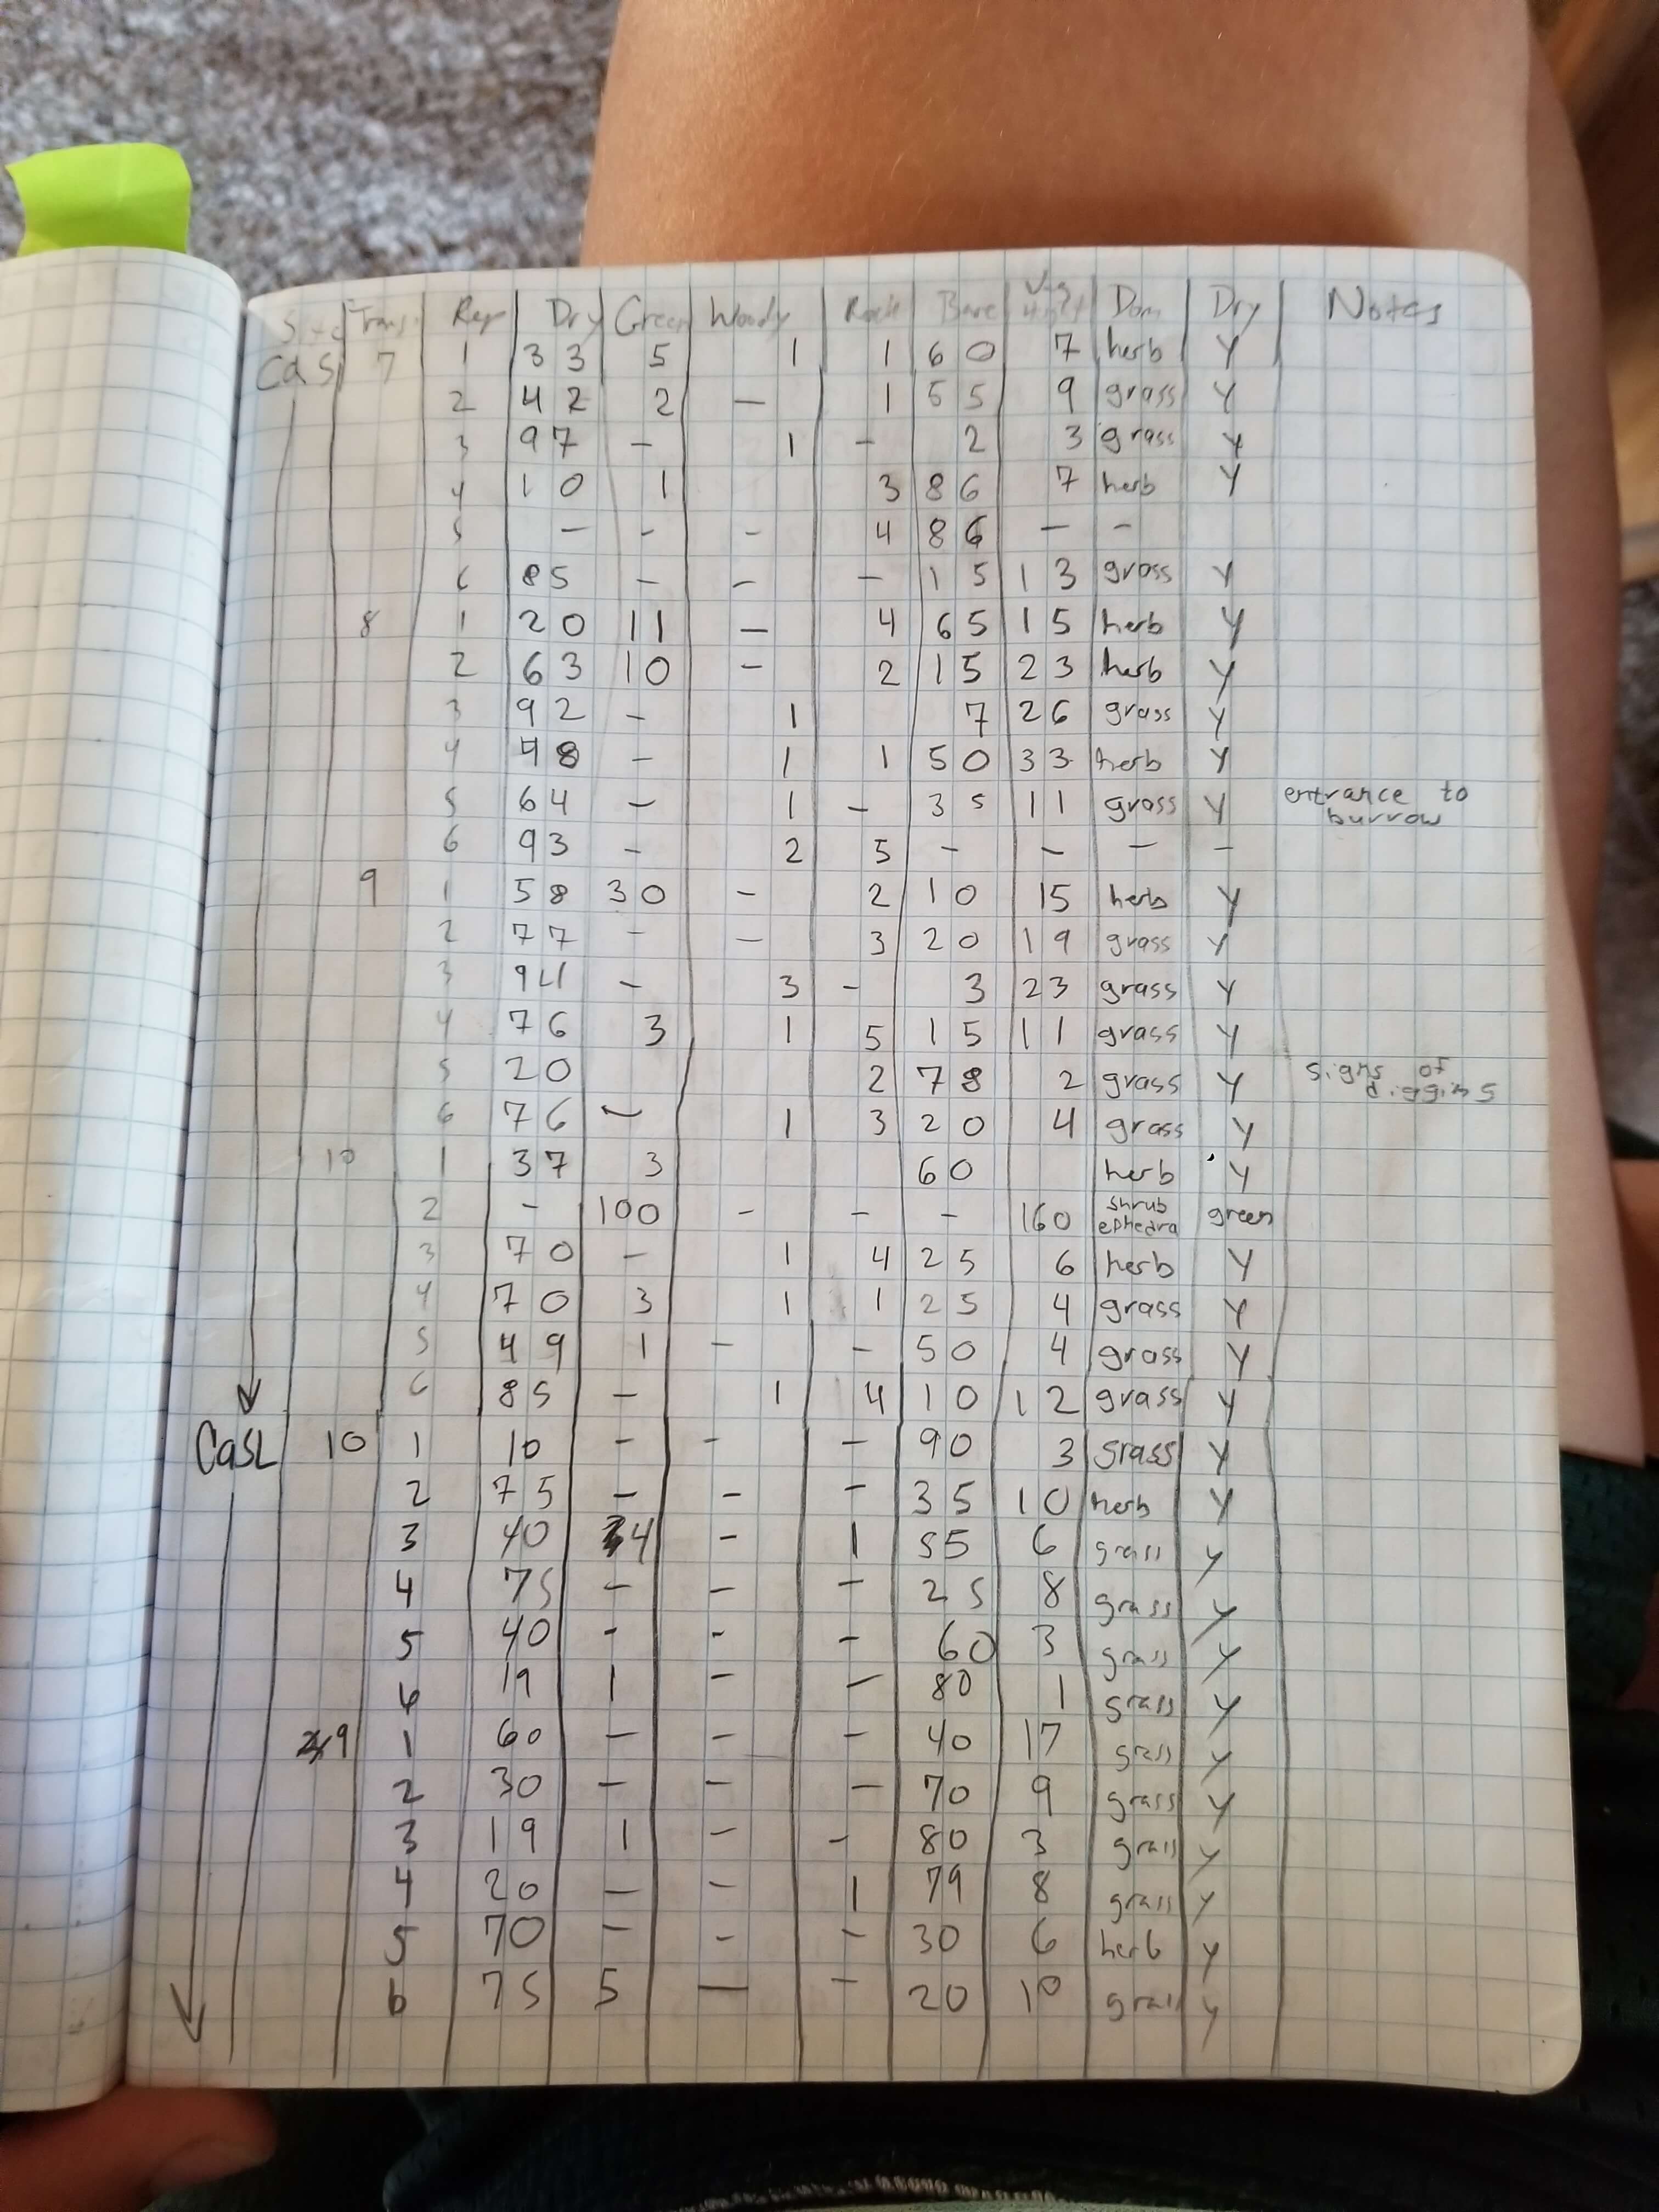 Site Trans. Rep Dry Green Woody Rock Bare Veg Hght Dom Dry Notes
Cas 7 1 33 5 1 1 60 7 herb Y
2 42 2 — 1 55 9 grass Y
3 97 — 1 - 2 3 grass Y
4 10 1 3 86 7 herb Y
5 — - - 4 86 — -
6 85 — — — 15 13 grass Y
8 1 20 11 — 4 65 15 herb Y
2 63 10 - 2 15 23 herb Y
3 92 - 1 7 26 grass Y
4 48 - 1 1 50 33 herb Y
5 64 — 1 - 35 11 grass Y entrance to
burrow
6 93 - 2 5 - - — -
9 1 58 30 - 2 10 15 herb Y
2 77 - — 3 20 19 grass Y
3 94 - 3 - 3 23 grass Y
4 76 3 1 5 15 11 grass Y
5 20 2 78 2 grass Y signs of
digging
6 76 — 1 3 20 4 grass Y
10 1 37 3 60 herb Y
2 - 100 - - - 160 shrub ephedra green
3 70 - 1 4 25 6 herb Y
4 70 3 1 1 25 4 grass Y
5 49 1 - - 50 4 grass Y
6 85 - 1 4 10 12 grass Y
CasL 10 1 10 - - - 90 3 grass Y
2 75 - - - 35 10 herb Y
3 40 4 - 1 55 6 grass Y
4 75 - - - 25 8 grass Y
5 40 - - - 60 3 grass Y
6 19 1 - - 80 1 grass Y
9 1 60 - - - 40 17 grass Y
2 30 — - - 70 9 grass Y
3 19 1 - - 80 3 grass Y
4 20 — - 1 79 8 grass Y
5 70 - - - 30 6 herb Y
6 75 5 — - 20 10 grass Y